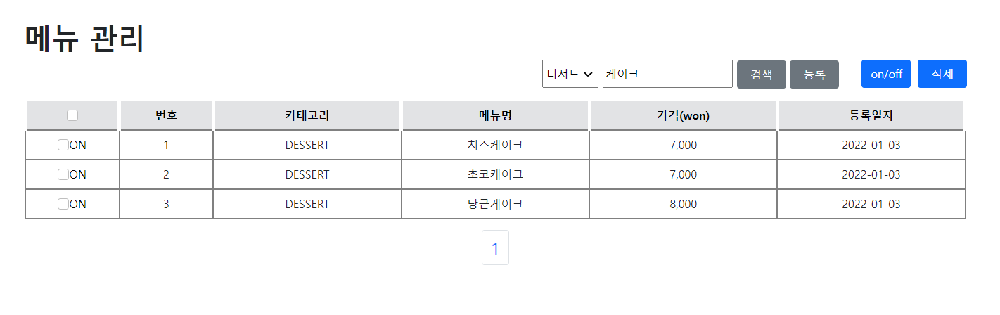 메뉴 관리
디저트 케이크 검색 등록 on/off 삭제
번호 카테고리 메뉴명 가격(won) 등록일자
ON 1 DESSERT 치즈케이크 7,000 2022-01-03
ON 2 DESSERT 초코케이크 7,000 2022-01-03
ON 3 DESSERT 당근케이크 8,000 2022-01-03
1